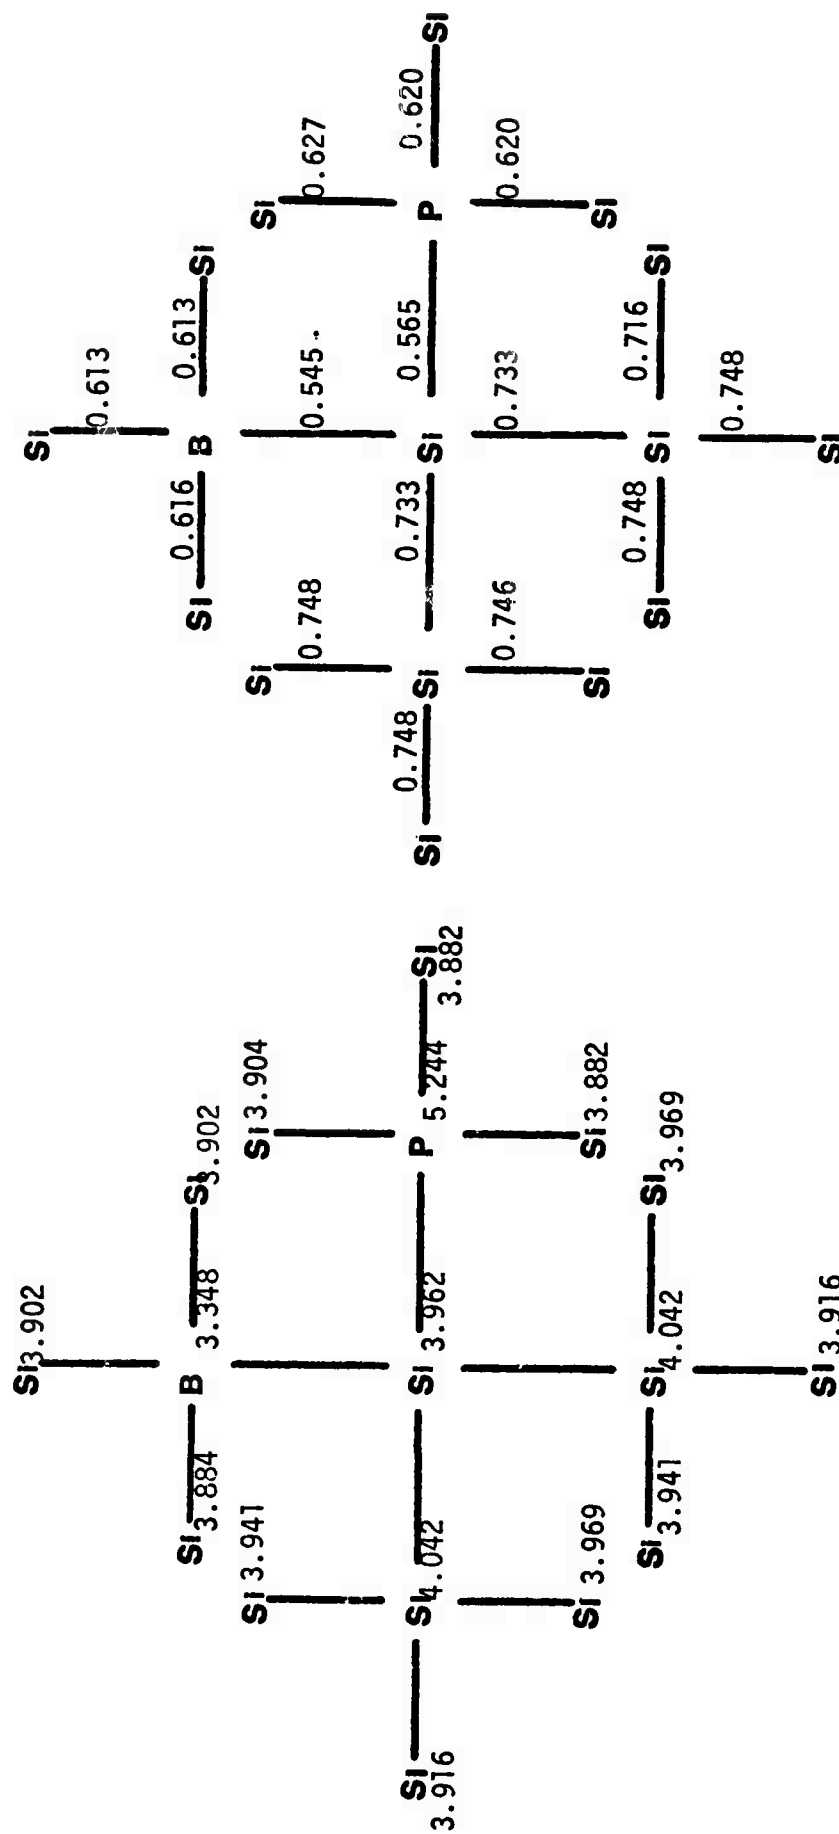 Si 3.902
Si 3.884 B 3.348 Si 3.902
Si 3.941 Si 3.904
Si 3.916 Si 4.042 Si 3.962 P 5.244 Si 3.882
Si 3.969 Si 3.882
Si 3.941 Si 4.042 Si 3.969
Si 3.916
Si
0.613
0.616 0.613
Si B Si
Si Si
0.748 0.545 0.627
0.748 0.733 0.565 0.620
Si Si Si P Si
0.746 0.733 0.620
Si Si
0.748 0.716
Si Si Si
0.748
Si